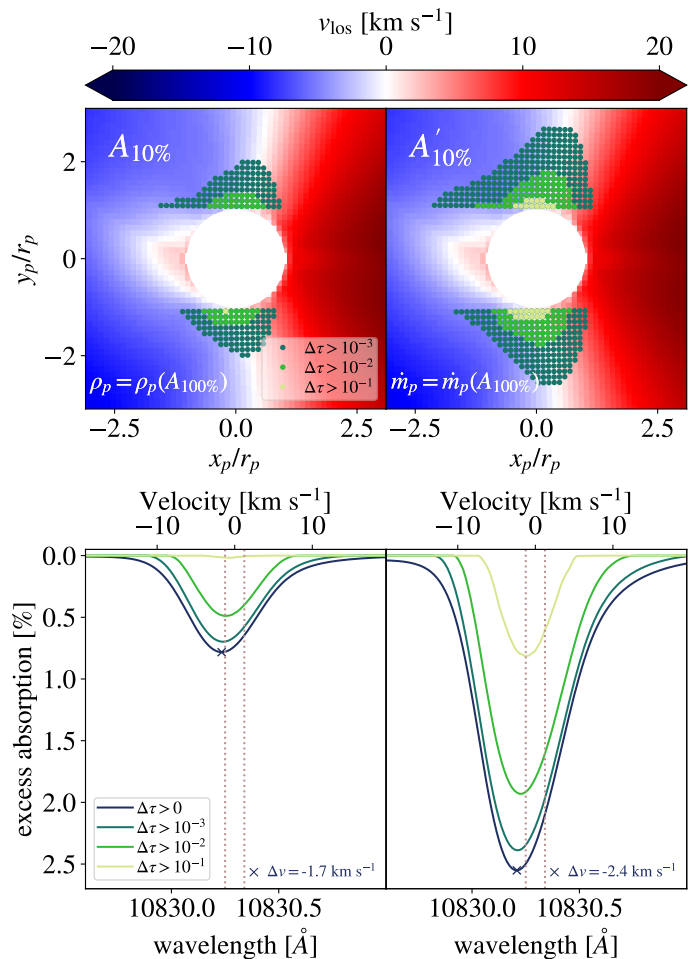 v_los [km s⁻¹]
−20 −10 0 10 20
A_10% A′_10%
y_p/r_p
2
0
−2
Δτ > 10⁻³
Δτ > 10⁻²
Δτ > 10⁻¹
ρ_p = ρ_p(A_100%) ṁ_p = ṁ_p(A_100%)
−2.5 0.0 2.5 −2.5 0.0 2.5
x_p/r_p x_p/r_p
Velocity [km s⁻¹] Velocity [km s⁻¹]
−10 0 10 −10 0 10
excess absorption [%]
0.0
0.5
1.0
1.5
2.0
2.5
Δτ > 0
Δτ > 10⁻³
Δτ > 10⁻²
Δτ > 10⁻¹
× Δv = -1.7 km s⁻¹ × Δv = -2.4 km s⁻¹
10830.0 10830.5 10830.0 10830.5
wavelength [Å] wavelength [Å]